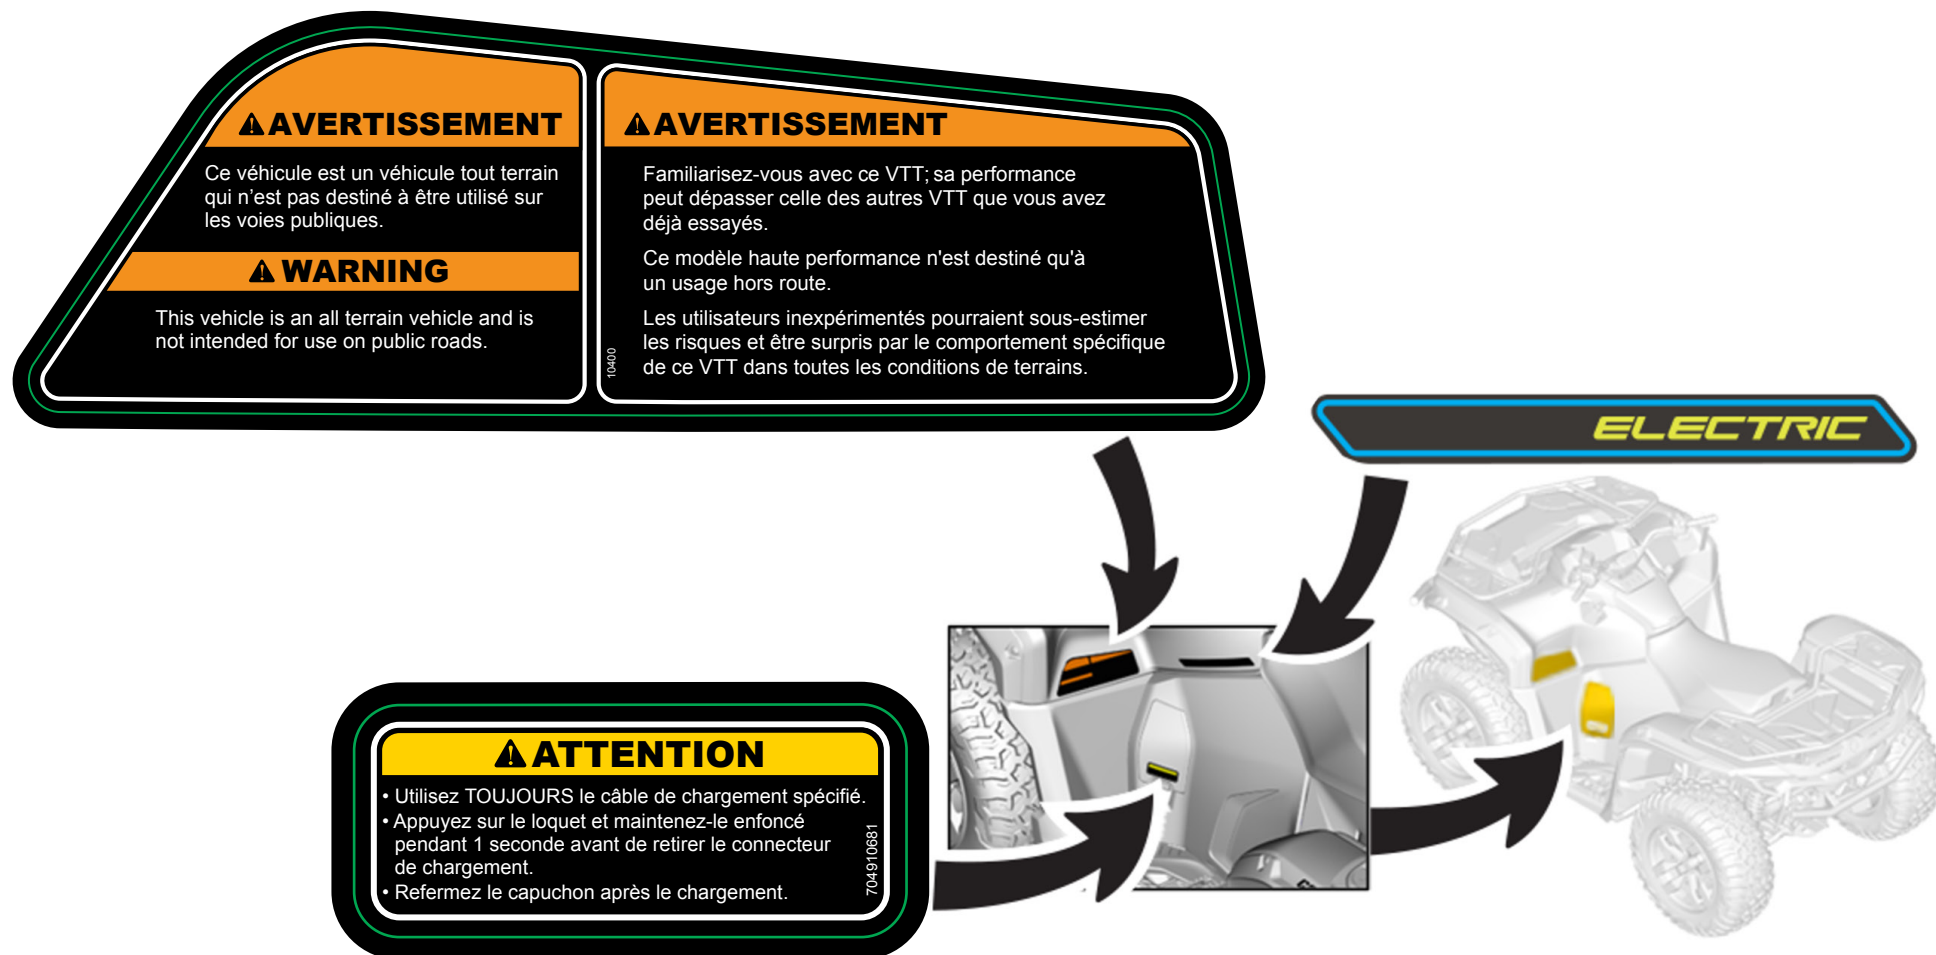 AVERTISSEMENT
Ce véhicule est un véhicule tout terrain
qui n’est pas destiné à être utilisé sur
les voies publiques.
WARNING
This vehicle is an all terrain vehicle and is
not intended for use on public roads.
AVERTISSEMENT
Familiarisez-vous avec ce VTT; sa performance
peut dépasser celle des autres VTT que vous avez
déjà essayés.
Ce modèle haute performance n'est destiné qu'à
un usage hors route.
Les utilisateurs inexpérimentés pourraient sous-estimer
les risques et être surpris par le comportement spécifique
de ce VTT dans toutes les conditions de terrains.
10400
ELECTRIC
ATTENTION
• Utilisez TOUJOURS le câble de chargement spécifié.
• Appuyez sur le loquet et maintenez-le enfoncé
pendant 1 seconde avant de retirer le connecteur
de chargement.
• Refermez le capuchon après le chargement.
704910681